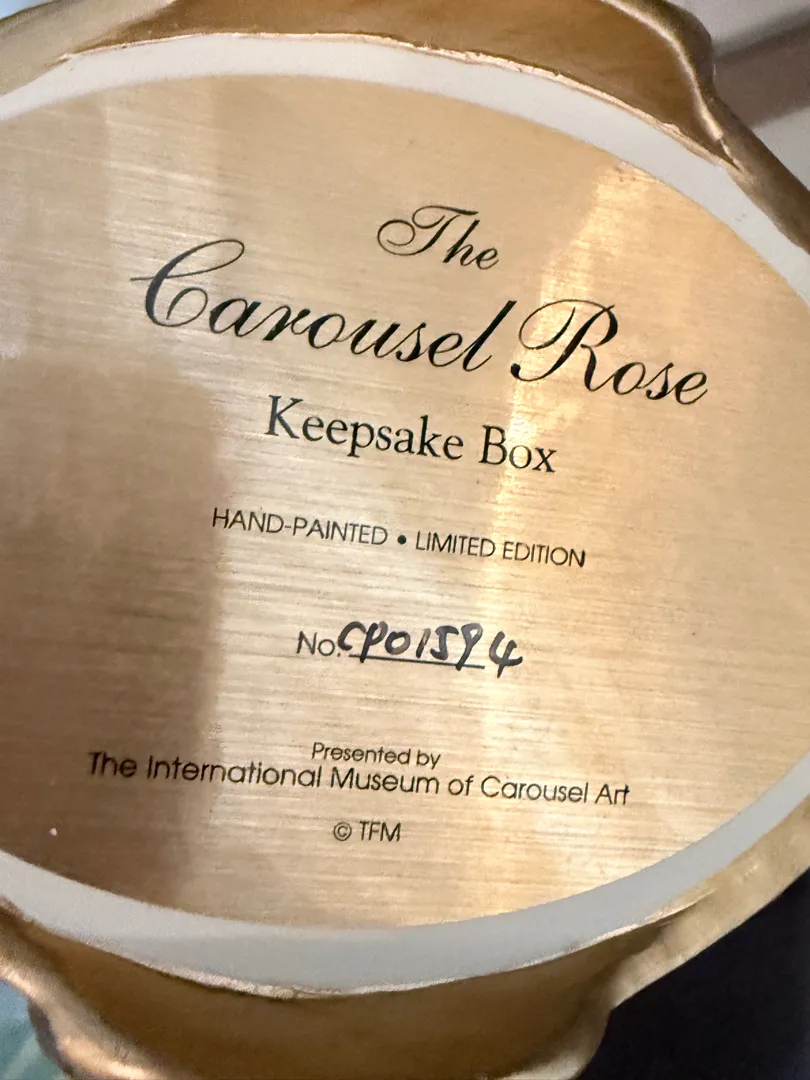 The
Carousel Rose
Keepsake Box
HAND-PAINTED • LIMITED EDITION
No. CP01594
Presented by
The International Museum of Carousel Art
© TFM